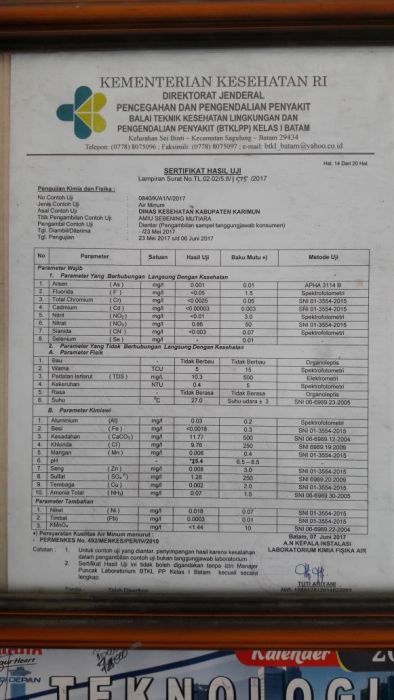 KEMENTERIAN KESEHATAN RI
DIREKTORAT JENDERAL
PENCEGAHAN DAN PENGENDALIAN PENYAKIT
BALAI TEKNIK KESEHATAN LINGKUNGAN DAN
PENGENDALIAN PENYAKIT (BTKLPP) KELAS I BATAM
Kelurahan Sei Binti – Kecamatan Sagulung – Batam 29434
Telepon: (0778) 8075096 ; Faksimili: (0778) 8075097 ; e-mail: btkl_batam@yahoo.co.id
Hal. 14 Dari 20 Hal.
SERTIFIKAT HASIL UJI
Lampiran Surat No.TL.02.02/5.8/ /2017
Pengujian Kimia dan Fisika :
No Contoh Uji : 0840/KA1/V/2017
Jenis Contoh Uji : Air Minum
Asal Contoh Uji : DINAS KESEHATAN KABUPATEN KARIMUN
Titik Pengambilan Contoh Uji : AMIU SEBENING MUTIARA
Pengambil Contoh Uji : Diantar (Pengambilan sampel tanggungjawab konsumen)
Tgl. Diambil/Diterima : - /23 Mei 2017
Tgl. Pengujian : 23 Mei 2017 s/d 06 Juni 2017
No Parameter Satuan Hasil Uji Baku Mutu *) Metode Uji
Parameter Wajib
1. Parameter Yang Berhubungan Langsung Dengan Kesehatan
1. Arsen (As) mg/l 0.001 0.01 APHA 3114 B
2. Fluorida (F) mg/l <0.05 1.5 Spektrofotometri
3. Total Chromium (Cr) mg/l <0.0025 0.05 SNI 01-3554-2015
4. Cadmium (Cd) mg/l <0.00003 0.003 SNI 01-3554-2015
5. Nitrit (NO₂) mg/l <0.01 3.0 Spektrofotometri
6. Nitrat (NO₃) mg/l 0.66 50 SNI 01-3554-2015
7. Sianida (CN) mg/l <0.003 0.07 Spektrofotometri
8. Selenium (Se) mg/l - 0.01
2. Parameter Yang Tidak Berhubungan Langsung Dengan Kesehatan
A. Parameter Fisik
1. Bau - Tidak Berbau Tidak Berbau Organoleptis
2. Warna TCU 5 15 Spektrofotometri
3. Padatan terlarut (TDS) mg/l 10.3 500 Elektrometri
4. Kekeruhan NTU 0.4 5 Spektrofotometri
5. Rasa - Tidak Berasa Tidak Berasa Organoleptis
6. Suhu °C 27.0 Suhu udara ± 3 SNI 06-6989.23-2005
B. Parameter Kimiawi
1. Aluminium (Al) mg/l 0.03 0.2 Spektrofotometri
2. Besi (Fe) mg/l <0.0018 0.3 SNI 01-3554-2015
3. Kesadahan (CaCO₃) mg/l 11.77 500 SNI 06-6989.12-2004
4. Khlorida (Cl) mg/l 9.76 250 SNI 6989.19-2009
5. Mangan (Mn) mg/l 0.006 0.4 SNI 01-3554-2015
6. pH - 6.5 – 8.5
7. Seng (Zn) mg/l 0.008 3.0 SNI 01-3554-2015
8. Sulfat (SO₄) mg/l 1.28 250 SNI 6989.20-2009
9. Tembaga (Cu) mg/l 0.002 2.0 SNI 01-3554-2015
10. Amonia Total (NH₃) mg/l 0.07 1.5 SNI 06-6989.30-2005
Parameter Tambahan
1. Nikel (Ni) mg/l 0.018 0.07 SNI 01-3554-2015
2. Timbal (Pb) mg/l 0.0003 0.01 SNI 01-3554-2015
3. KMnO₄ mg/l <1.44 10 SNI 06-6989.22-2004
*) Persyaratan Kualitas Air Minum menurut :
- PERMENKES No. 492/MENKES/PER/IV/2010
Batam, 07 Juni 2017
A.N KEPALA INSTALASI
LABORATORIUM KIMIA FISIKA AIR
Catatan : 1. Untuk contoh uji yang diantar, penyimpangan hasil karena kesalahan dalam pengambilan contoh uji bukan tanggungjawab laboratorium
2. Sertifikat Hasil Uji ini tidak boleh digandakan tanpa izin Manajer Puncak Laboratorium BTKL PP Kelas I Batam kecuali secara lengkap.
TUTI ARIYANI
Kalender 20
Your Heart
DEPAN
TEKNOLOGI